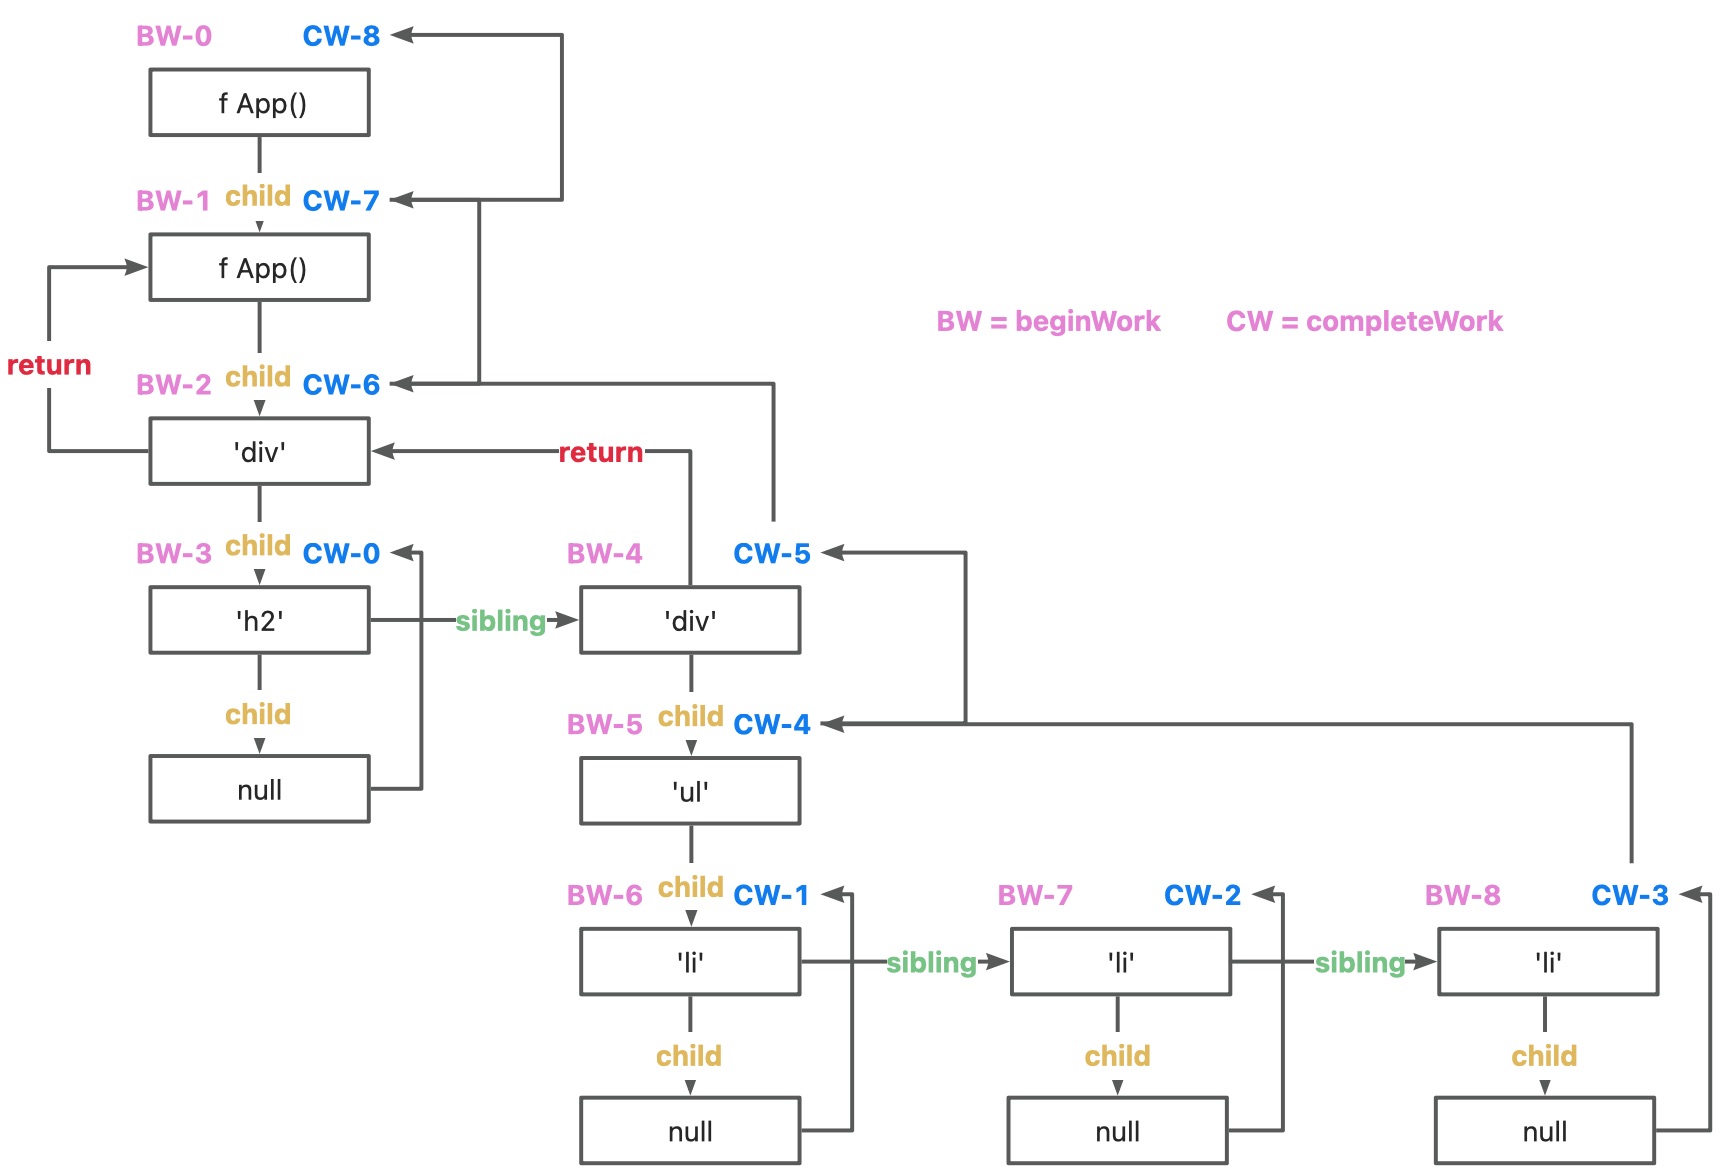 BW-0 CW-8
f App()
BW-1 child CW-7
f App()
BW = beginWork CW = completeWork
return
BW-2 child CW-6
'div'
return
BW-3 child CW-0
BW-4 CW-5
'h2'
sibling
'div'
child
BW-5 child CW-4
null
'ul'
BW-6 child CW-1
BW-7 CW-2
BW-8 CW-3
'li'
sibling
'li'
sibling
'li'
child
child
child
null
null
null